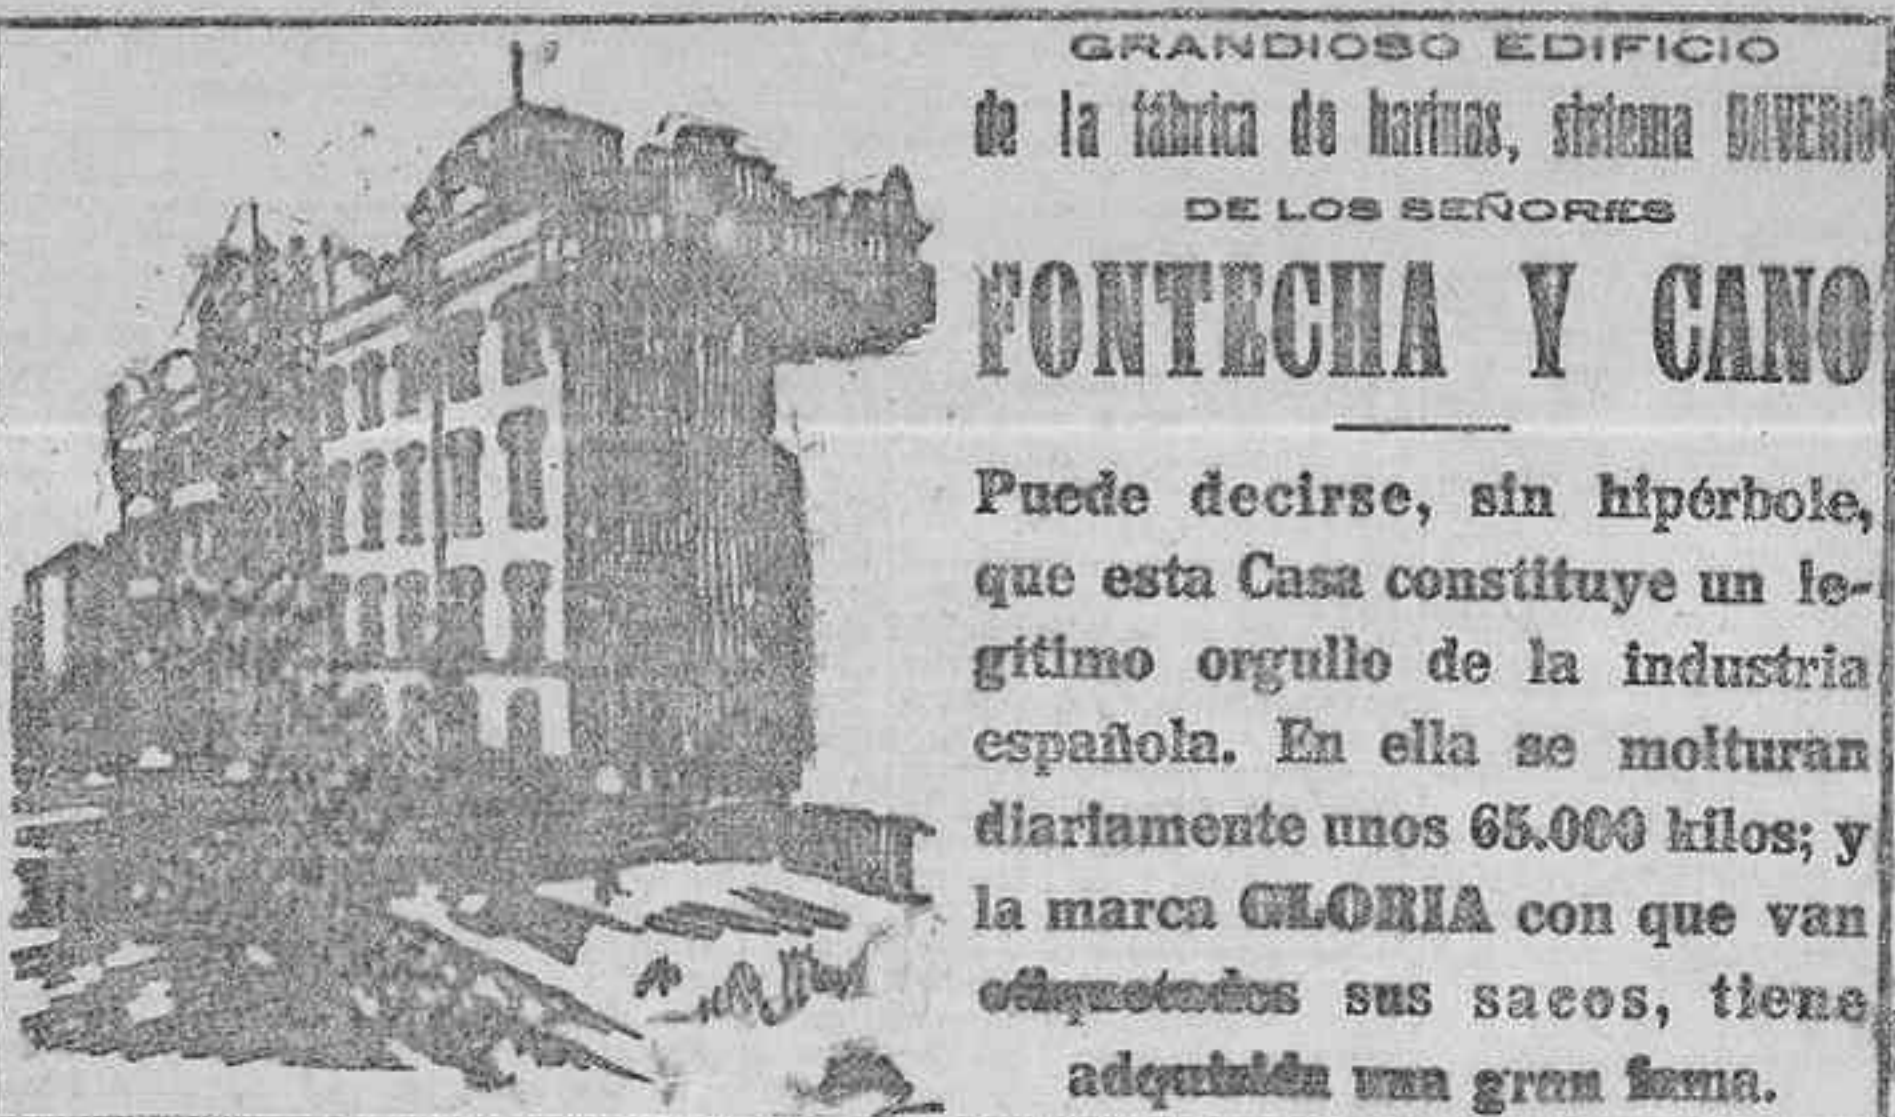 GRANDIOSO EDIFICIO
de la fábrica de harinas, sistema DAVERIO
DE LOS SEÑORES
FONTECHA Y CANO
Puede decirse, sin hipérbole,
que esta Casa constituye un le-
gítimo orgullo de la industria
española. En ella se molturan
diariamente unos 65.000 kilos; y
la marca GLORIA con que van
etiquetados sus sacos, tiene
adquirida una gran fama.